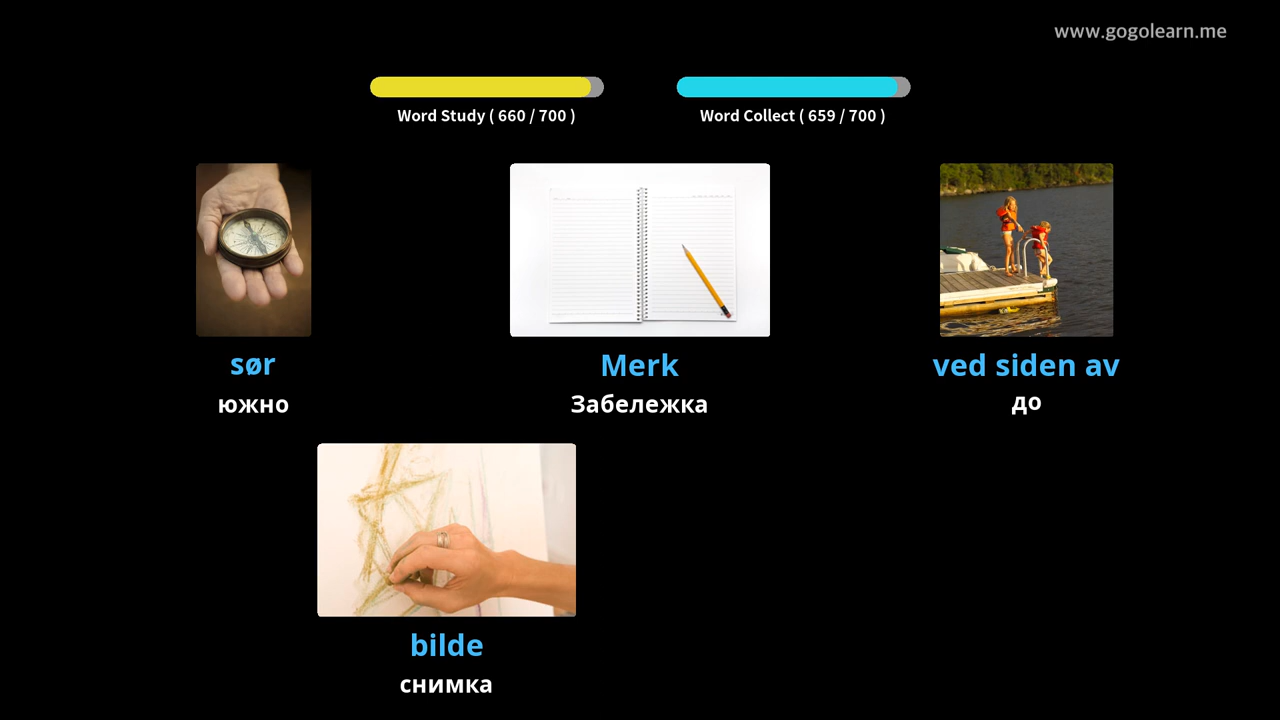 www.gogolearn.me
Word Study ( 660 / 700 )
Word Collect ( 659 / 700 )
sør
южно
Merk
Забележка
ved siden av
до
bilde
снимка